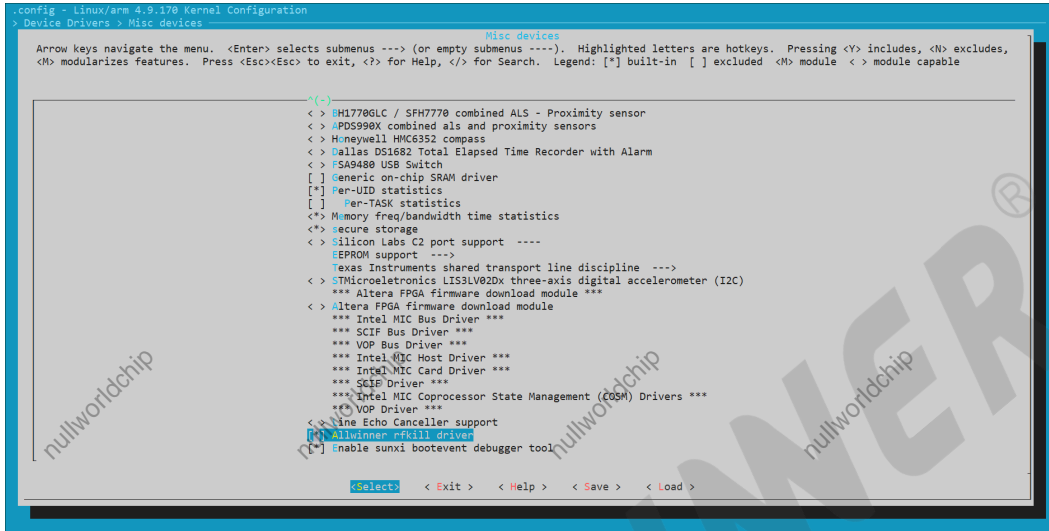 .config - Linux/arm 4.9.170 Kernel Configuration
> Device Drivers > Misc devices
Misc devices
Arrow keys navigate the menu. <Enter> selects submenus ---> (or empty submenus ----). Highlighted letters are hotkeys. Pressing <Y> includes, <N> excludes,
<M> modularizes features. Press <Esc><Esc> to exit, <?> for Help, </> for Search. Legend: [*] built-in [ ] excluded <M> module < > module capable
^(-)
< > BH1770GLC / SFH7770 combined ALS - Proximity sensor
< > APDS990X combined als and proximity sensors
< > Honeywell HMC6352 compass
< > Dallas DS1682 Total Elapsed Time Recorder with Alarm
< > FSA9480 USB Switch
[ ] Generic on-chip SRAM driver
[*] Per-UID statistics
[ ] Per-TASK statistics
<*> Memory freq/bandwidth time statistics
<*> secure storage
< > Silicon Labs C2 port support ----
EEPROM support --->
Texas Instruments shared transport line discipline --->
< > STMicroeletronics LIS3LV02Dx three-axis digital accelerometer (I2C)
*** Altera FPGA firmware download module ***
< > Altera FPGA firmware download module
*** Intel MIC Bus Driver ***
*** SCIF Bus Driver ***
*** VOP Bus Driver ***
*** Intel MIC Host Driver ***
*** Intel MIC Card Driver ***
*** SCIF Driver ***
*** Intel MIC Coprocessor State Management (COSM) Drivers ***
*** VOP Driver ***
< > Line Echo Canceller support
[*] Allwinner rfkill driver
[*] Enable sunxi bootevent debugger tool
<Select> < Exit > < Help > < Save > < Load >
nullworldchip
nullworldchip
nullworldchip
nullworldchip
®